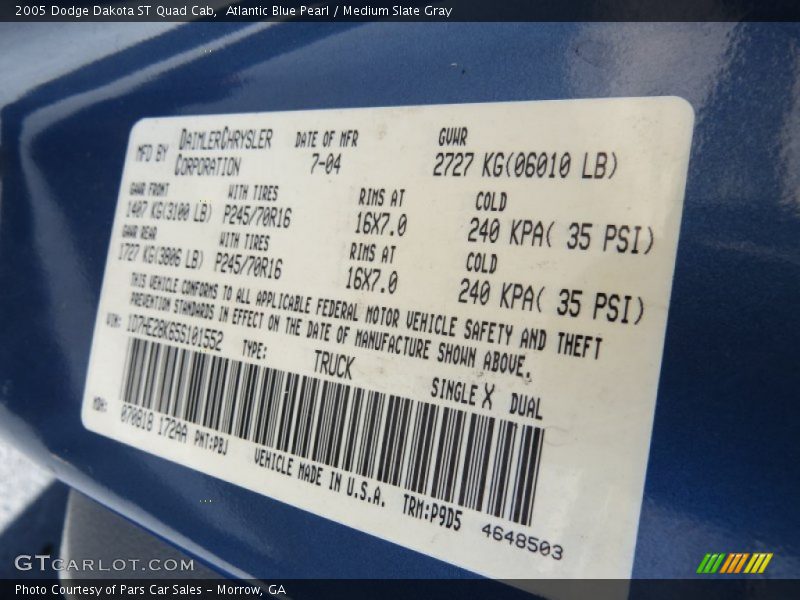 2005 Dodge Dakota ST Quad Cab,  Atlantic Blue Pearl / Medium Slate Gray
MFD BY DAIMLERCHRYSLER CORPORATION DATE OF MFR 7-04 GVWR 2727 KG(06010 LB)
GAWR FRONT WITH TIRES RIMS AT COLD
1407 KG(3100 LB) P245/70R16 16X7.0 240 KPA( 35 PSI)
GAWR REAR WITH TIRES RIMS AT COLD
1727 KG(3806 LB) P245/70R16 16X7.0 240 KPA( 35 PSI)
THIS VEHICLE CONFORMS TO ALL APPLICABLE FEDERAL MOTOR VEHICLE SAFETY AND THEFT
PREVENTION STANDARDS IN EFFECT ON THE DATE OF MANUFACTURE SHOWN ABOVE.
VIN: 1D7HE28K65S101552 TYPE: TRUCK SINGLE X DUAL
MDH: 070818 172AA PNT:PBJ VEHICLE MADE IN U.S.A. TRM:P9D5 4648503
GTCARLOT.COM
Photo Courtesy of Pars Car Sales - Morrow, GA